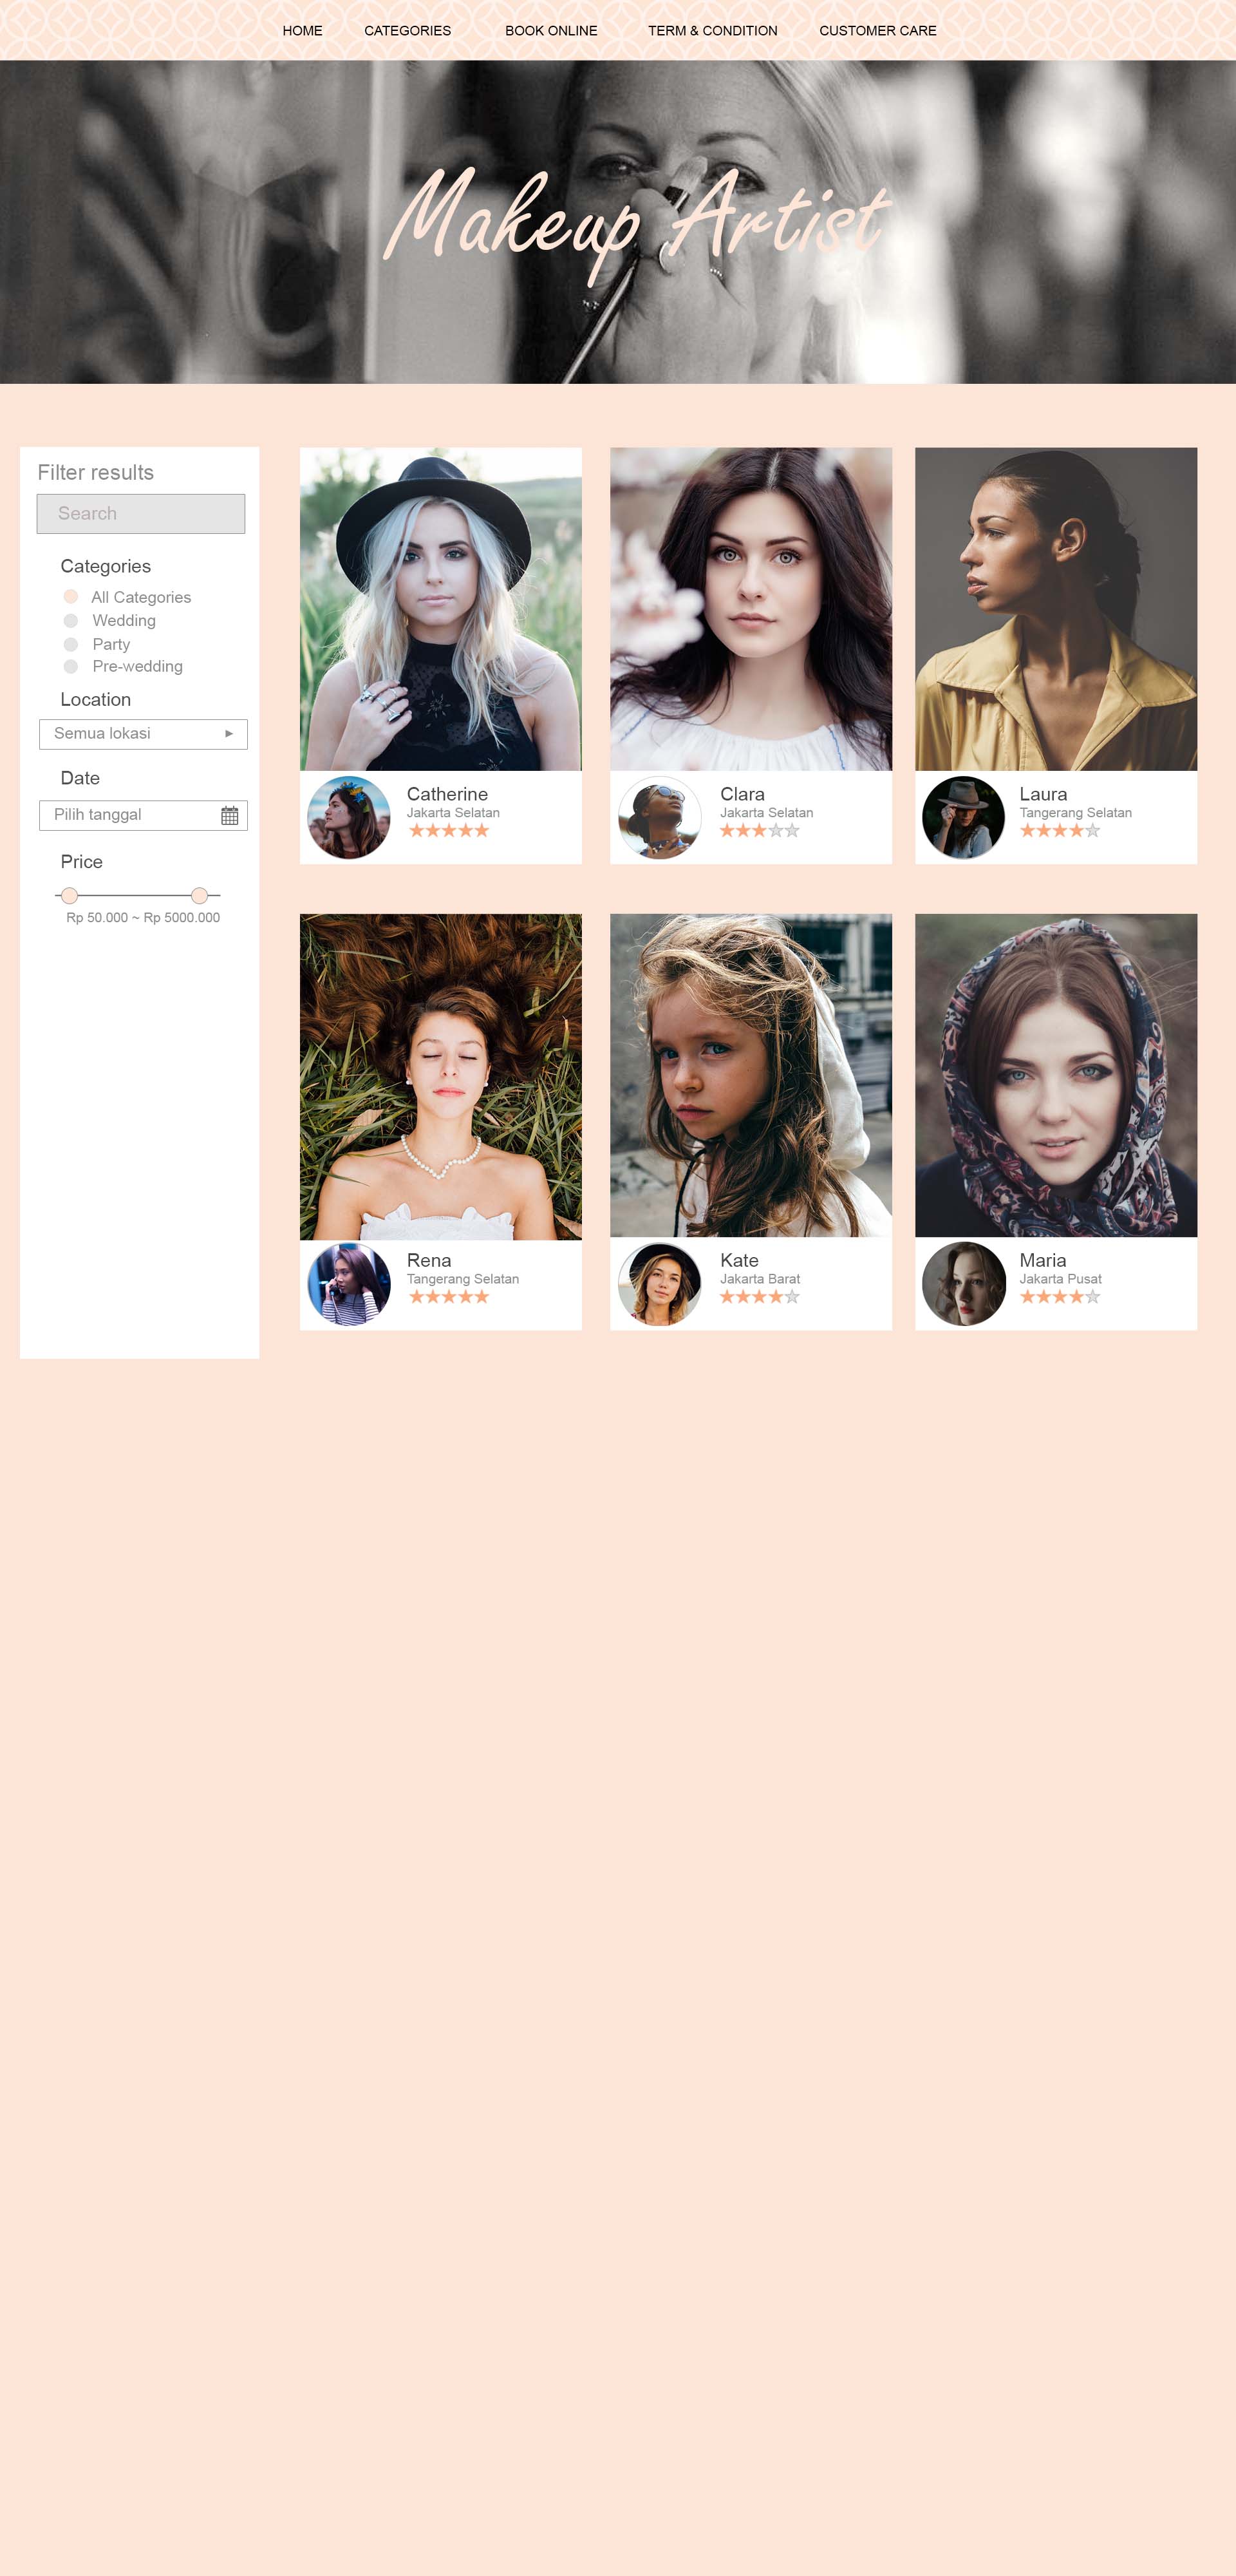 HOME CATEGORIES BOOK ONLINE TERM & CONDITION CUSTOMER CARE
Makeup Artist
Filter results
Search
Categories
All Categories
Wedding
Party
Pre-wedding
Location
Semua lokasi
Date
Pilih tanggal
Price
Rp 50.000 ~ Rp 5000.000
Catherine
Jakarta Selatan
Clara
Jakarta Selatan
Laura
Tangerang Selatan
Rena
Tangerang Selatan
Kate
Jakarta Barat
Maria
Jakarta Pusat